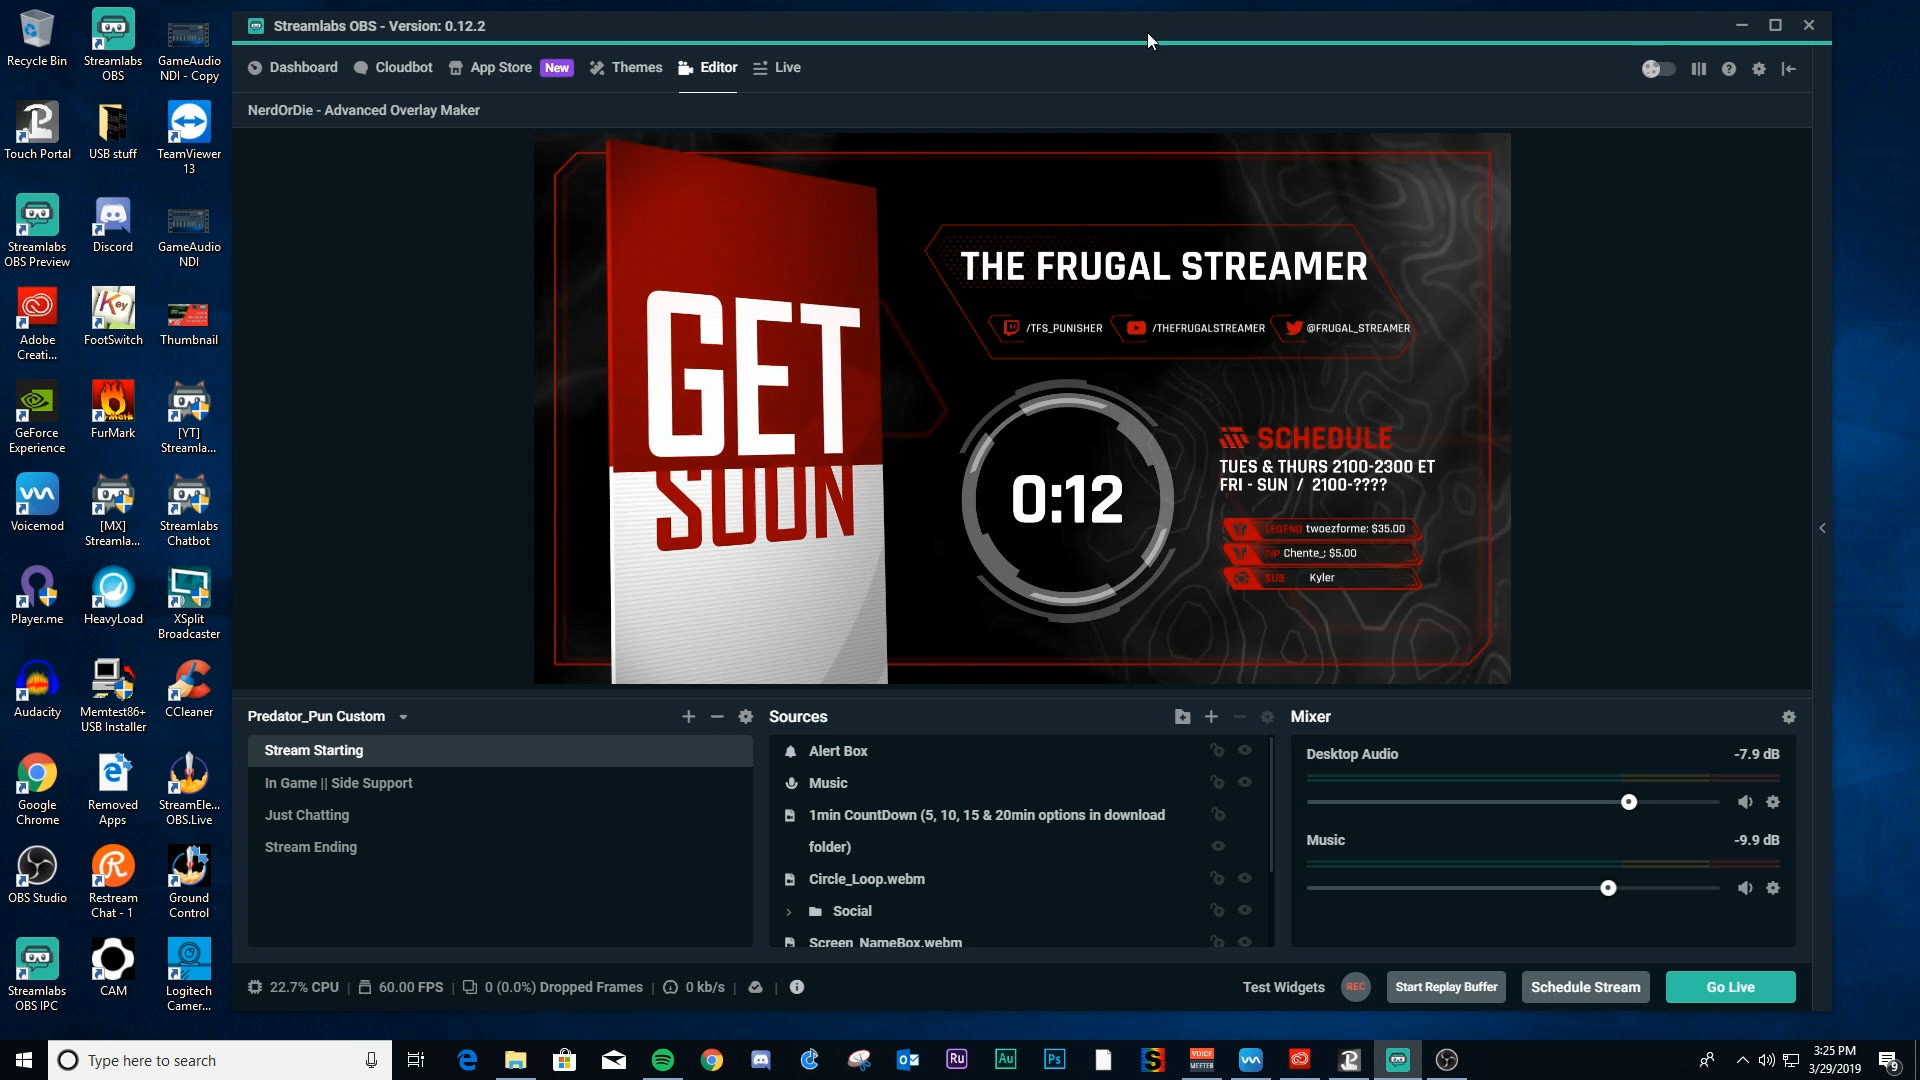 Streamlabs OBS - Version: 0.12.2
Dashboard
Cloudbot
App Store
New
Themes
Editor
Live
NerdOrDie - Advanced Overlay Maker
Recycle Bin
Streamlabs
OBS
GameAudio
NDI - Copy
Touch Portal
USB stuff
TeamViewer
13
Streamlabs
OBS Preview
Discord
GameAudio
NDI
Adobe
Creati...
FootSwitch
Thumbnail
GeForce
Experience
FurMark
[YT]
Streamla...
Voicemod
[MX]
Streamla...
Streamlabs
Chatbot
Player.me
HeavyLoad
XSplit
Broadcaster
Audacity
Memtest86+
USB Installer
CCleaner
Google
Chrome
Removed
Apps
StreamEle...
OBS.Live
OBS Studio
Restream
Chat - 1
Ground
Control
Streamlabs
OBS IPC
CAM
Logitech
Camer...
GET
SOON
THE FRUGAL STREAMER
/TFS_PUNISHER
/THEFRUGALSTREAMER
@FRUGAL_STREAMER
0:12
SCHEDULE
TUES & THURS 2100-2300 ET
FRI - SUN / 2100-????
LEGEND twoezforme: $35.00
TIP Chente_: $5.00
SUB Kyler
Predator_Pun Custom
Stream Starting
In Game || Side Support
Just Chatting
Stream Ending
Sources
Alert Box
Music
1min CountDown (5, 10, 15 & 20min options in download
folder)
Circle_Loop.webm
Social
Screen_NameBox.webm
Mixer
Desktop Audio
-7.9 dB
Music
-9.9 dB
22.7% CPU
60.00 FPS
0 (0.0%) Dropped Frames
0 kb/s
Test Widgets
REC
Start Replay Buffer
Schedule Stream
Go Live
Type here to search
Ru
Au
Ps
VOICE
MEETER
3:25 PM
3/29/2019
9